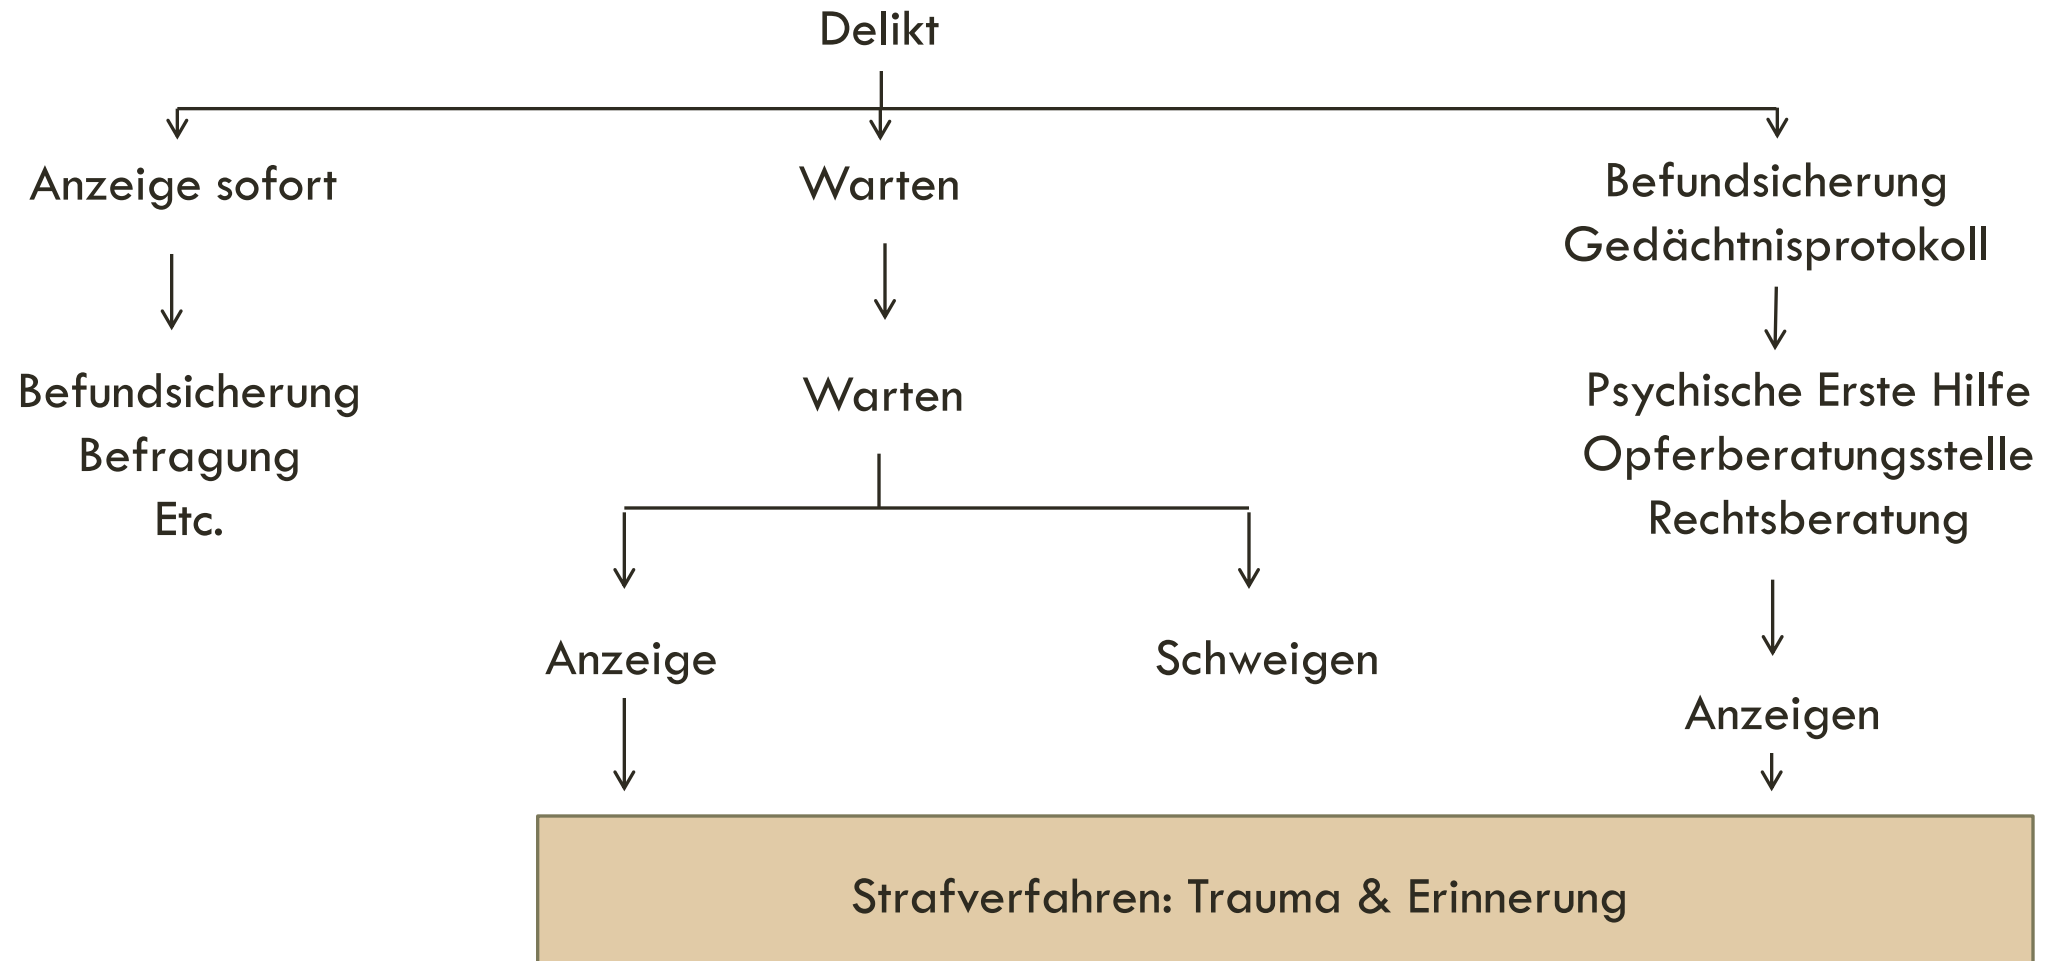 Delikt
Anzeige sofort
Warten
Befundsicherung
Gedächtnisprotokoll
Befundsicherung
Befragung
Etc.
Warten
Psychische Erste Hilfe
Opferberatungsstelle
Rechtsberatung
Anzeige
Schweigen
Anzeigen
Strafverfahren: Trauma & Erinnerung